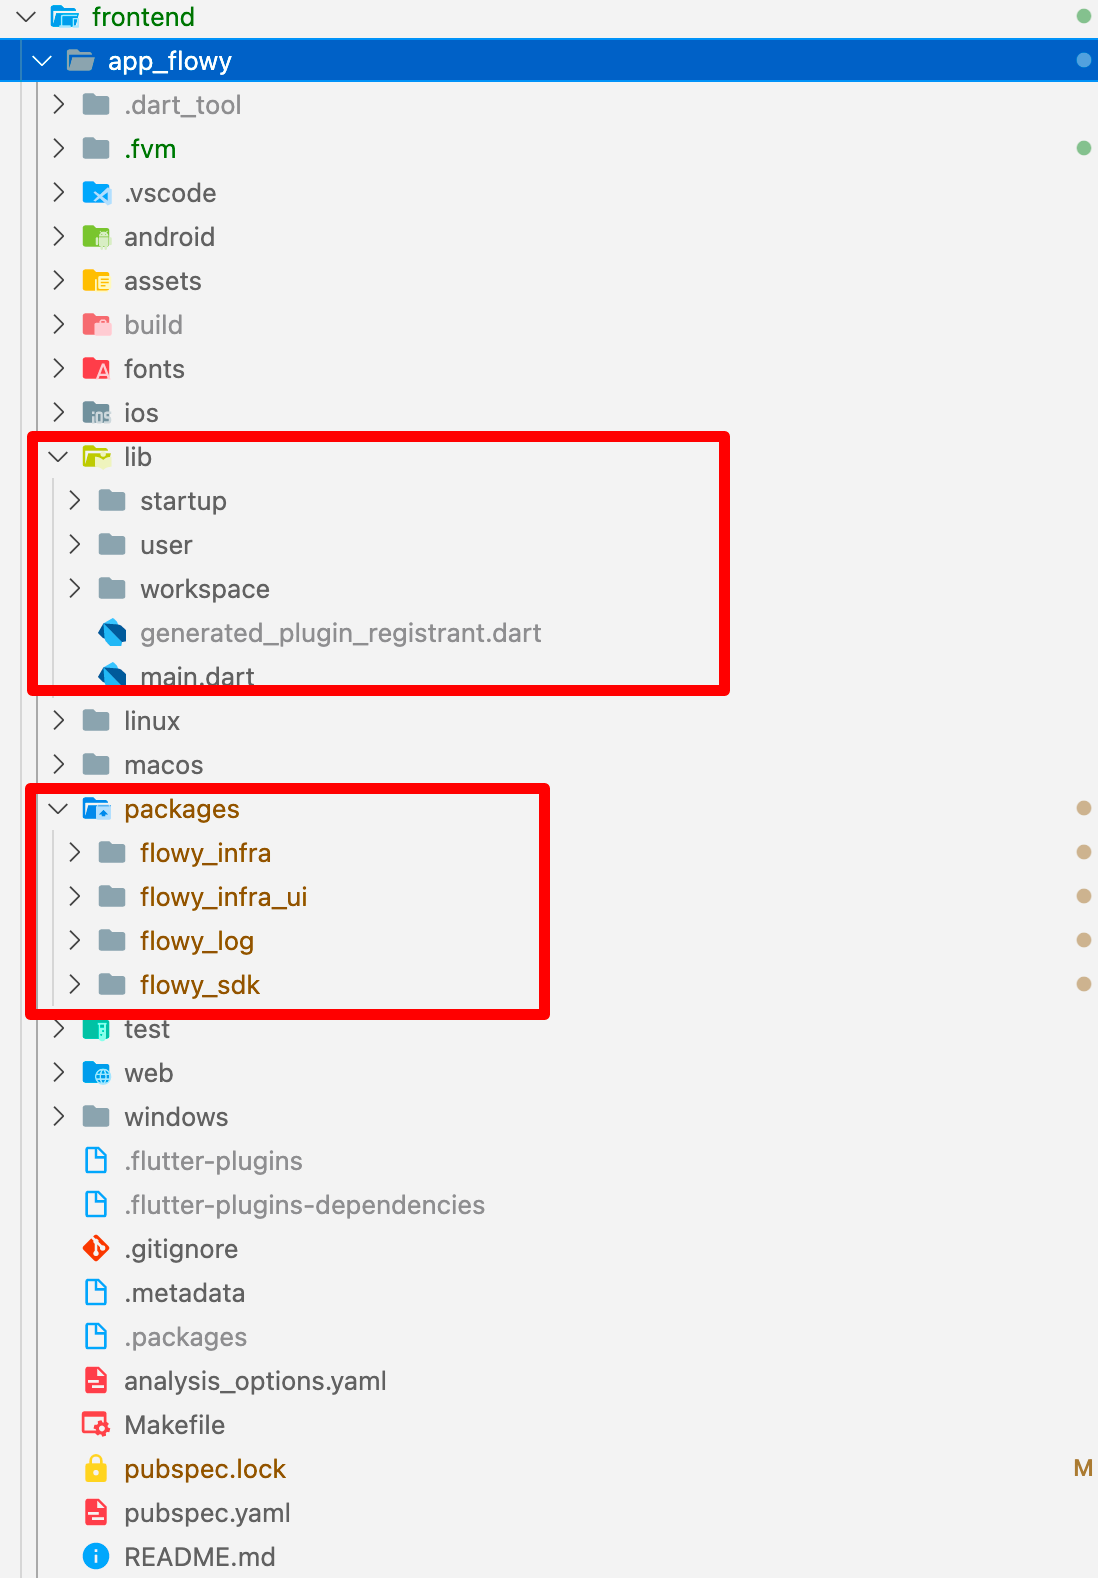 frontend
app_flowy
.dart_tool
.fvm
.vscode
android
assets
build
fonts
ios
lib
startup
user
workspace
generated_plugin_registrant.dart
main.dart
linux
macos
packages
flowy_infra
flowy_infra_ui
flowy_log
flowy_sdk
test
web
windows
.flutter-plugins
.flutter-plugins-dependencies
.gitignore
.metadata
.packages
analysis_options.yaml
Makefile
pubspec.lock M
pubspec.yaml
README.md